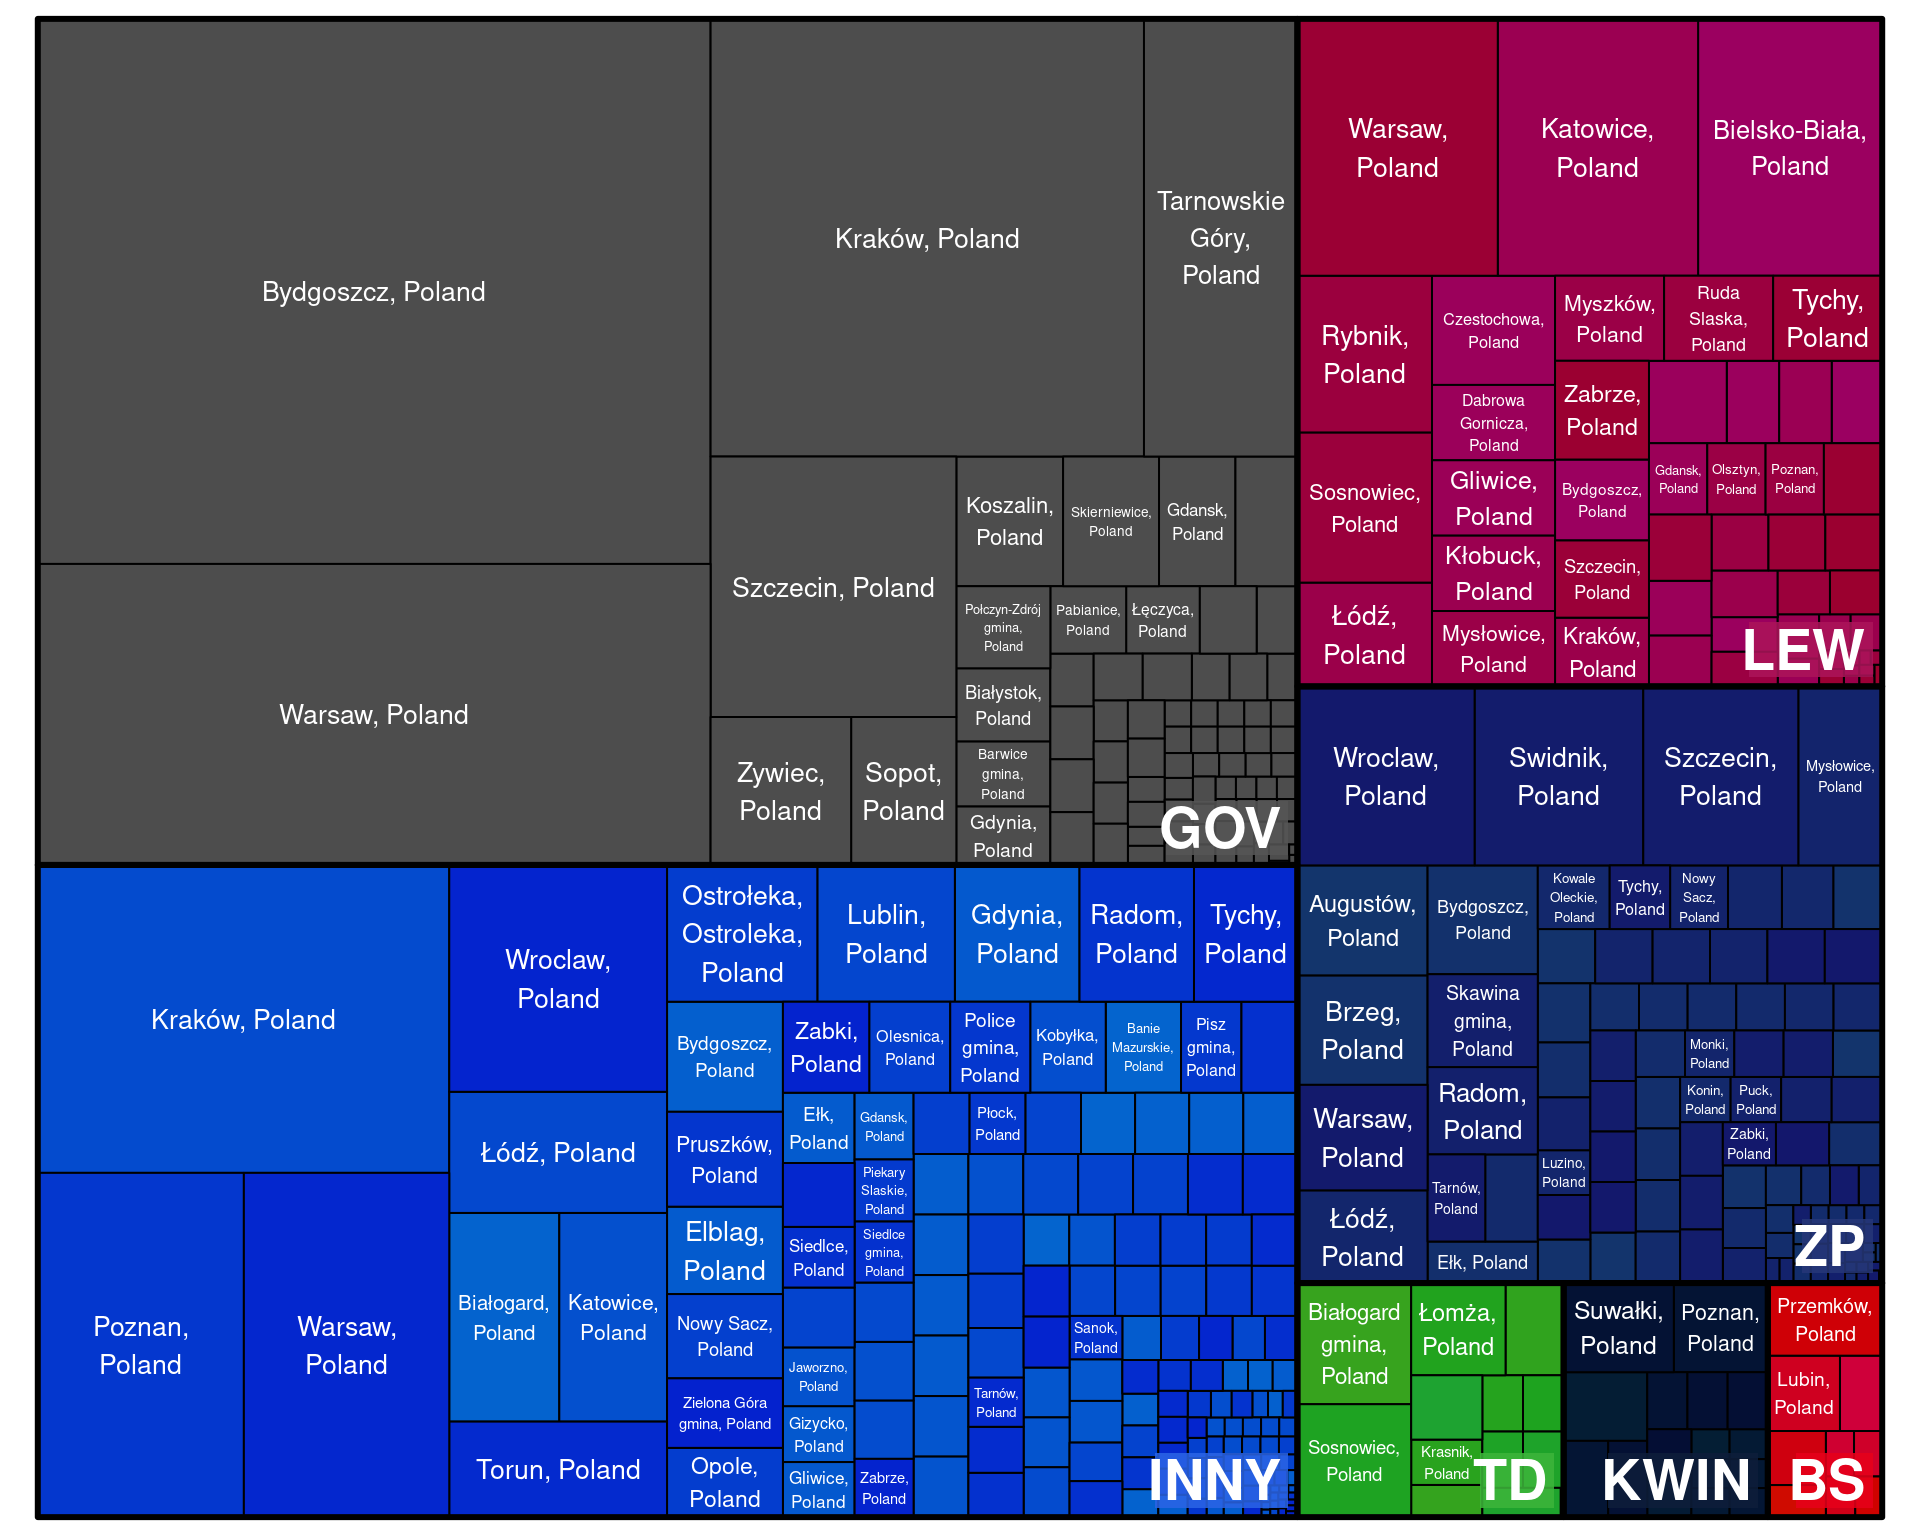 Bydgoszcz, Poland
Warsaw, Poland
Kraków, Poland
Tarnowskie
Góry,
Poland
Szczecin, Poland
Zywiec,
Poland
Sopot,
Poland
Koszalin,
Poland
Skierniewice,
Poland
Gdansk,
Poland
Połczyn-Zdrój
gmina,
Poland
Pabianice,
Poland
Łęczyca,
Poland
Białystok,
Poland
Barwice
gmina,
Poland
Gdynia,
Poland
GOV
Warsaw,
Poland
Katowice,
Poland
Bielsko-Biała,
Poland
Rybnik,
Poland
Sosnowiec,
Poland
Łódź,
Poland
Czestochowa,
Poland
Dabrowa
Gornicza,
Poland
Gliwice,
Poland
Kłobuck,
Poland
Mysłowice,
Poland
Myszków,
Poland
Ruda
Slaska,
Poland
Tychy,
Poland
Zabrze,
Poland
Bydgoszcz,
Poland
Szczecin,
Poland
Kraków,
Poland
Gdansk,
Poland
Olsztyn,
Poland
Poznan,
Poland
LEW
Kraków, Poland
Poznan,
Poland
Warsaw,
Poland
Wroclaw,
Poland
Łódź, Poland
Białogard,
Poland
Katowice,
Poland
Torun, Poland
Ostrołeka,
Ostroleka,
Poland
Lublin,
Poland
Gdynia,
Poland
Radom,
Poland
Tychy,
Poland
Bydgoszcz,
Poland
Pruszków,
Poland
Elblag,
Poland
Nowy Sacz,
Poland
Zielona Góra
gmina, Poland
Opole,
Poland
Zabki,
Poland
Olesnica,
Poland
Police
gmina,
Poland
Kobyłka,
Poland
Banie
Mazurskie,
Poland
Pisz
gmina,
Poland
Ełk,
Poland
Siedlce,
Poland
Jaworzno,
Poland
Gizycko,
Poland
Gliwice,
Poland
Gdansk,
Poland
Piekary
Slaskie,
Poland
Siedlce
gmina,
Poland
Zabrze,
Poland
Płock,
Poland
Tarnów,
Poland
Sanok,
Poland
INNY
Wroclaw,
Poland
Swidnik,
Poland
Szczecin,
Poland
Mysłowice,
Poland
Augustów,
Poland
Brzeg,
Poland
Warsaw,
Poland
Łódź,
Poland
Bydgoszcz,
Poland
Skawina
gmina,
Poland
Radom,
Poland
Tarnów,
Poland
Ełk, Poland
Kowale
Oleckie,
Poland
Tychy,
Poland
Nowy
Sacz,
Poland
Luzino,
Poland
Monki,
Poland
Konin,
Poland
Puck,
Poland
Zabki,
Poland
ZP
Białogard
gmina,
Poland
Sosnowiec,
Poland
Łomża,
Poland
Krasnik,
Poland
TD
Suwałki,
Poland
Poznan,
Poland
KWIN
Przemków,
Poland
Lubin,
Poland
BS